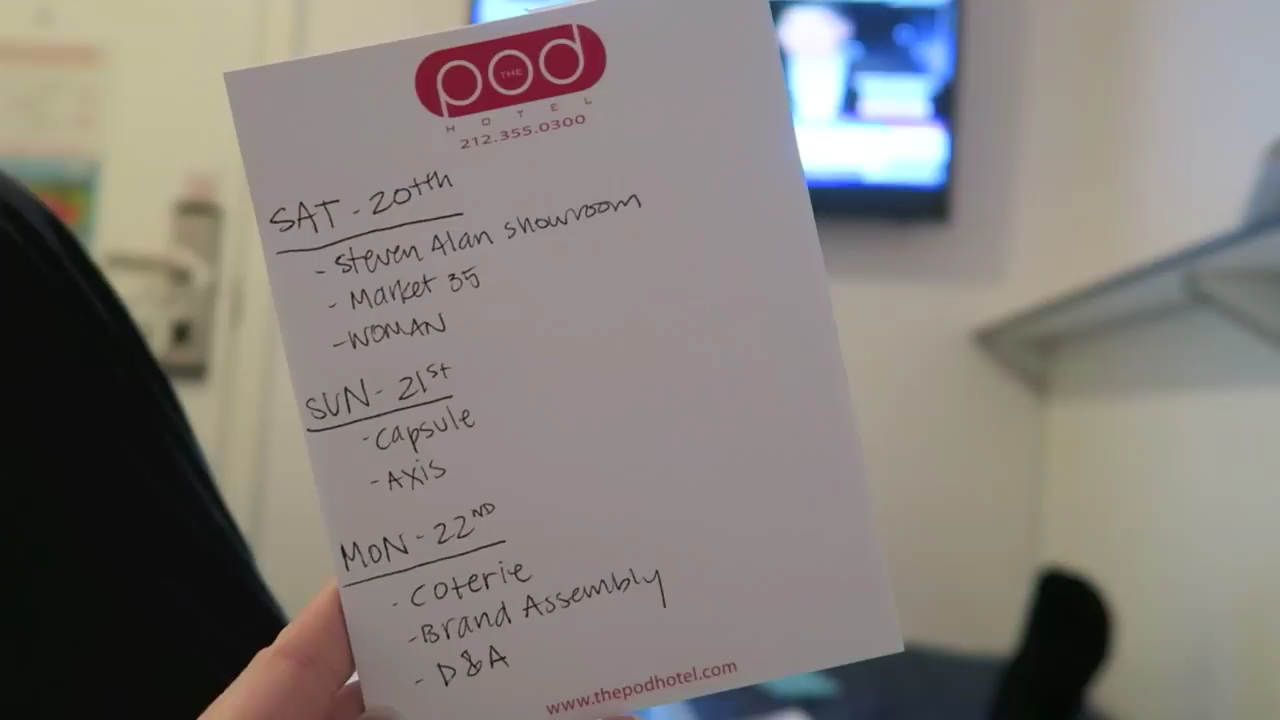 THE
pod
HOTEL
212.355.0300
SAT - 20tth
- Steven Alan showroom
- Market 35
- WOMAN
SUN - 21st
- Capsule
- AXIS
MON - 22ND
- Coterie
- Brand Assembly
- D&A
www.thepodhotel.com